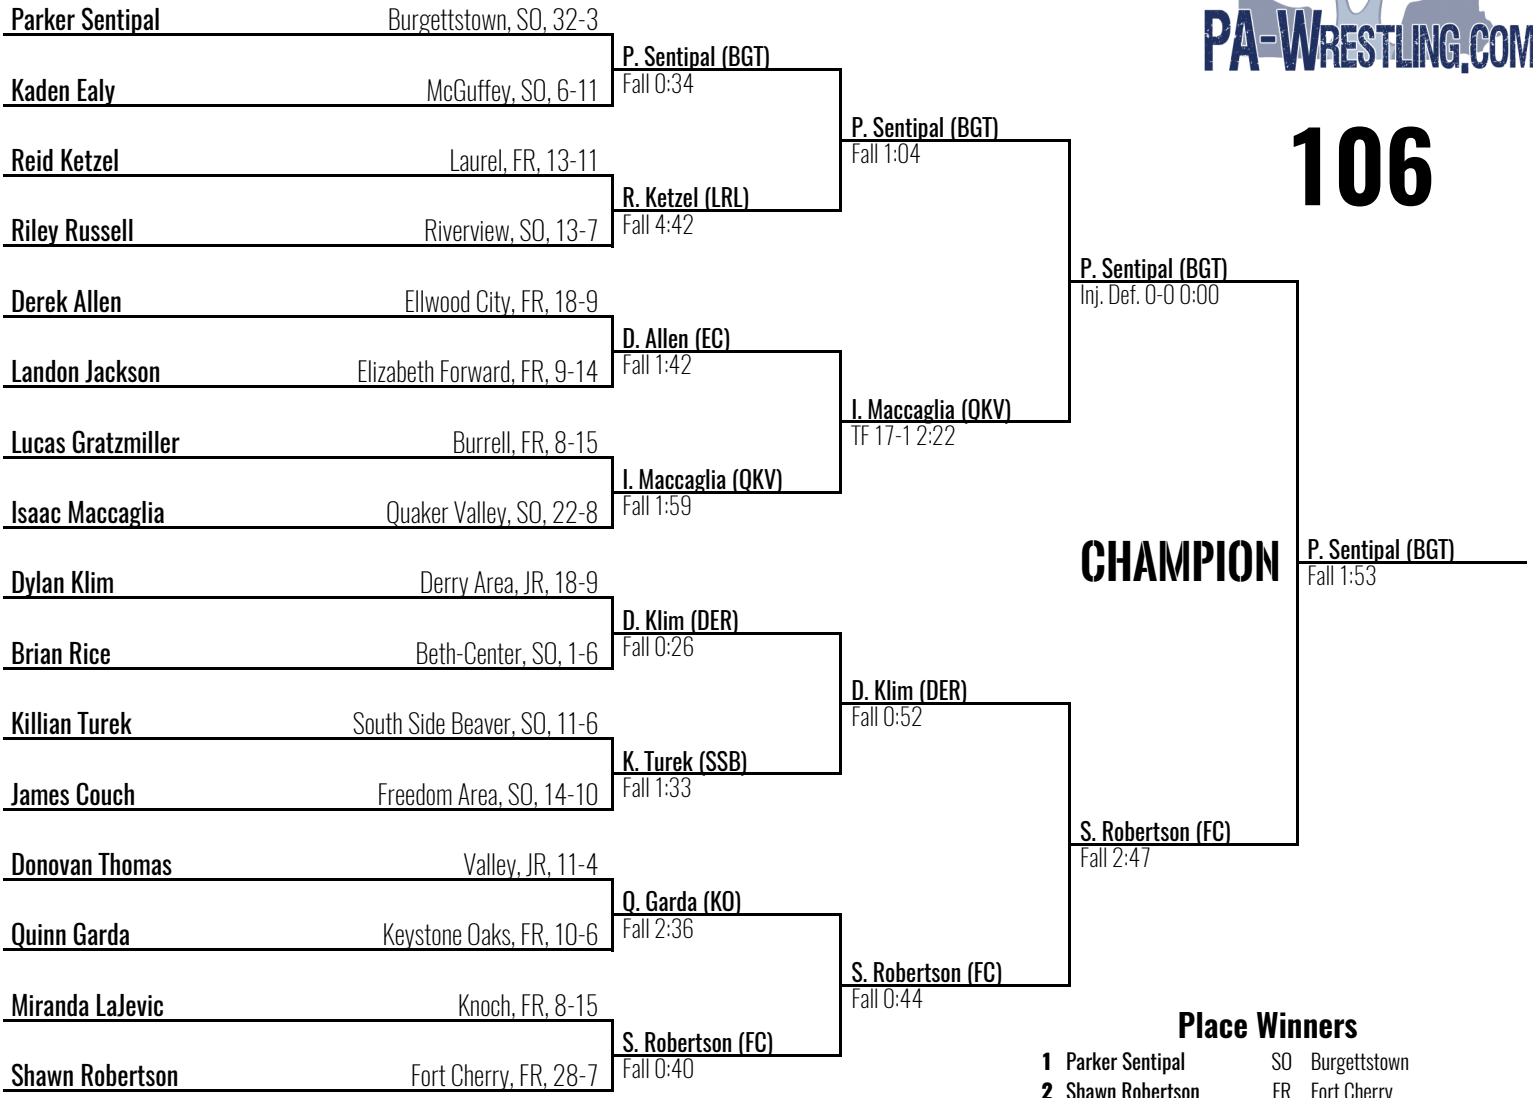 PA-WRESTLING.COM
106
Parker Sentipal Burgettstown, SO, 32-3
P. Sentipal (BGT)
Fall 0:34
Kaden Ealy McGuffey, SO, 6-11
P. Sentipal (BGT)
Fall 1:04
Reid Ketzel Laurel, FR, 13-11
R. Ketzel (LRL)
Fall 4:42
Riley Russell Riverview, SO, 13-7
P. Sentipal (BGT)
Inj. Def. 0-0 0:00
Derek Allen Ellwood City, FR, 18-9
D. Allen (EC)
Fall 1:42
Landon Jackson Elizabeth Forward, FR, 9-14
I. Maccaglia (QKV)
TF 17-1 2:22
Lucas Gratzmiller Burrell, FR, 8-15
I. Maccaglia (QKV)
Fall 1:59
Isaac Maccaglia Quaker Valley, SO, 22-8
CHAMPION
P. Sentipal (BGT)
Fall 1:53
Dylan Klim Derry Area, JR, 18-9
D. Klim (DER)
Fall 0:26
Brian Rice Beth-Center, SO, 1-6
D. Klim (DER)
Fall 0:52
Killian Turek South Side Beaver, SO, 11-6
K. Turek (SSB)
Fall 1:33
James Couch Freedom Area, SO, 14-10
S. Robertson (FC)
Fall 2:47
Donovan Thomas Valley, JR, 11-4
Q. Garda (KO)
Fall 2:36
Quinn Garda Keystone Oaks, FR, 10-6
S. Robertson (FC)
Fall 0:44
Miranda LaJevic Knoch, FR, 8-15
S. Robertson (FC)
Fall 0:40
Shawn Robertson Fort Cherry, FR, 28-7
Place Winners
1 Parker Sentipal SO Burgettstown
2 Shawn Robertson FR Fort Cherry